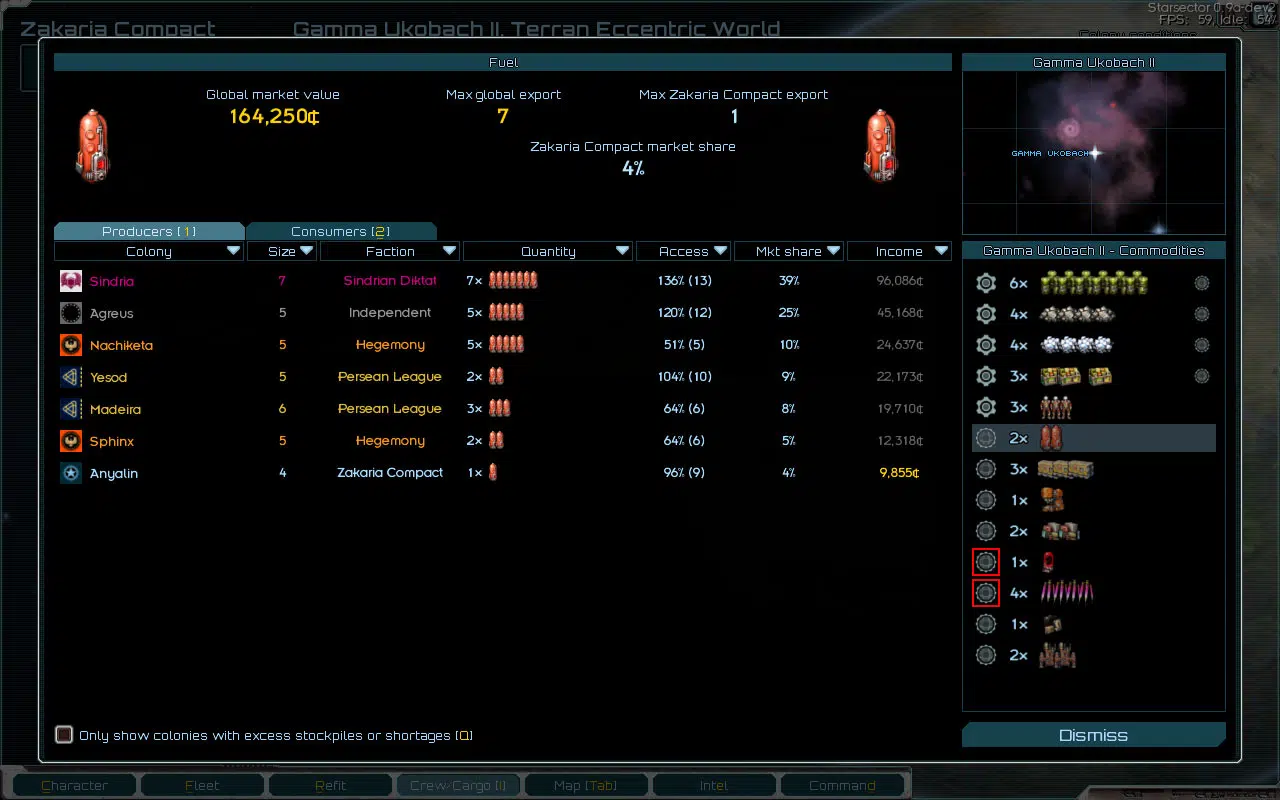 Starsector 0.9a-dev2
FPS: 59, Idle: 54%
Zakaria Compact
Gamma Ukobach II, Terran Eccentric World
Colony conditions
Fuel
Gamma Ukobach II
Global market value
Max global export
Max Zakaria Compact export
164,250¢
7
1
Zakaria Compact market share
4%
GAMMA UKOBACH
Producers [1]
Consumers [2]
Colony Size Faction Quantity Access Mkt share Income
Gamma Ukobach II - Commodities
Sindria 7 Sindrian Diktat 7× 136% (13) 39% 96,086¢
Agreus 5 Independent 5× 120% (12) 25% 45,168¢
Nachiketa 5 Hegemony 5× 51% (5) 10% 24,637¢
Yesod 5 Persean League 2× 104% (10) 9% 22,173¢
Madeira 6 Persean League 3× 64% (6) 8% 19,710¢
Sphinx 5 Hegemony 2× 64% (6) 5% 12,318¢
Anyalin 4 Zakaria Compact 1× 96% (9) 4% 9,855¢
6×
4×
4×
3×
3×
2×
3×
1×
2×
1×
4×
1×
2×
Only show colonies with excess stockpiles or shortages [Q]
Dismiss
Character
Fleet
Refit
Crew/Cargo [I]
Map [Tab]
Intel
Command